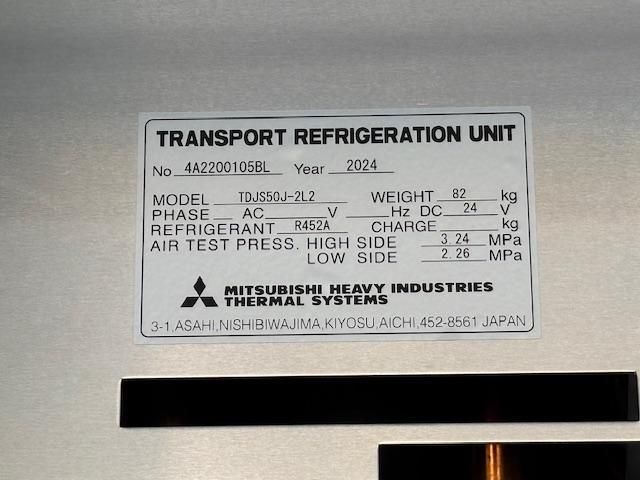 TRANSPORT REFRIGERATION UNIT
No 4A2200105BL Year 2024
MODEL TDJS50J-2L2 WEIGHT 82 kg
PHASE AC V Hz DC 24 V
REFRIGERANT R452A CHARGE kg
AIR TEST PRESS. HIGH SIDE 3.24 MPa
LOW SIDE 2.26 MPa
MITSUBISHI HEAVY INDUSTRIES
THERMAL SYSTEMS
3-1,ASAHI,NISHIBIWAJIMA,KIYOSU,AICHI,452-8561 JAPAN